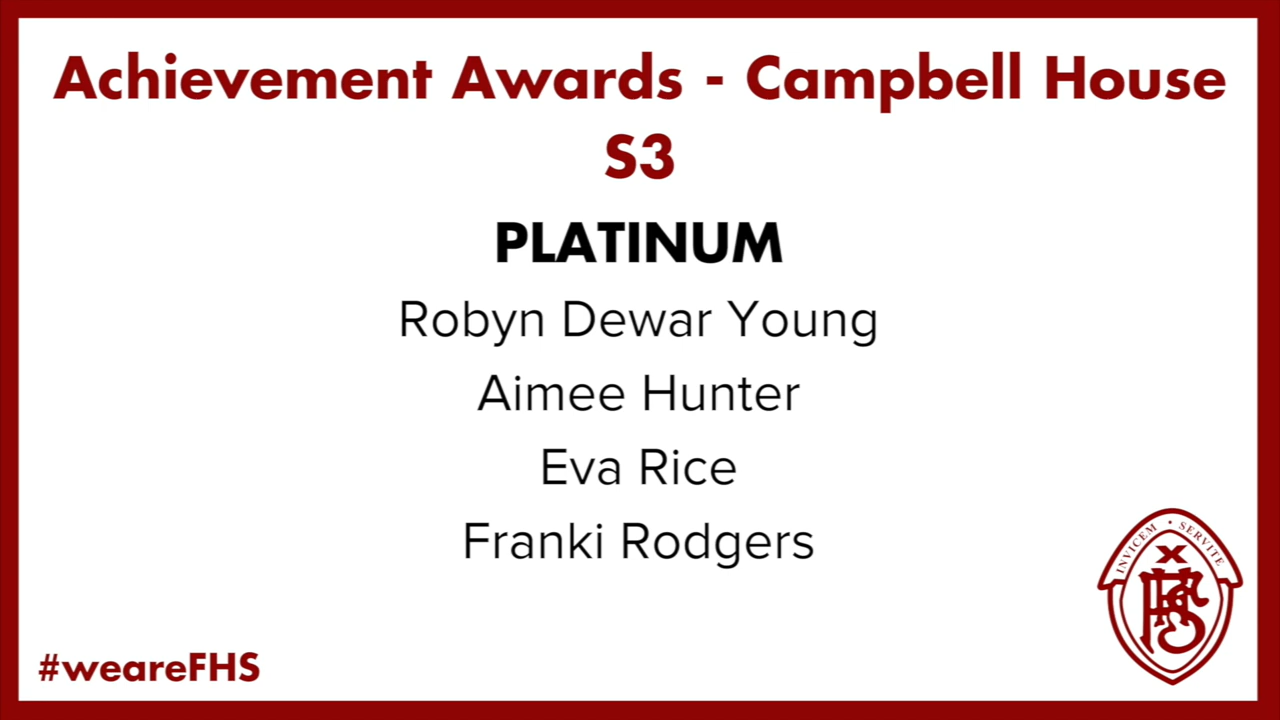 Achievement Awards - Campbell House
S3
PLATINUM
Robyn Dewar Young
Aimee Hunter
Eva Rice
Franki Rodgers
INVICEM • SERVITE
#weareFHS